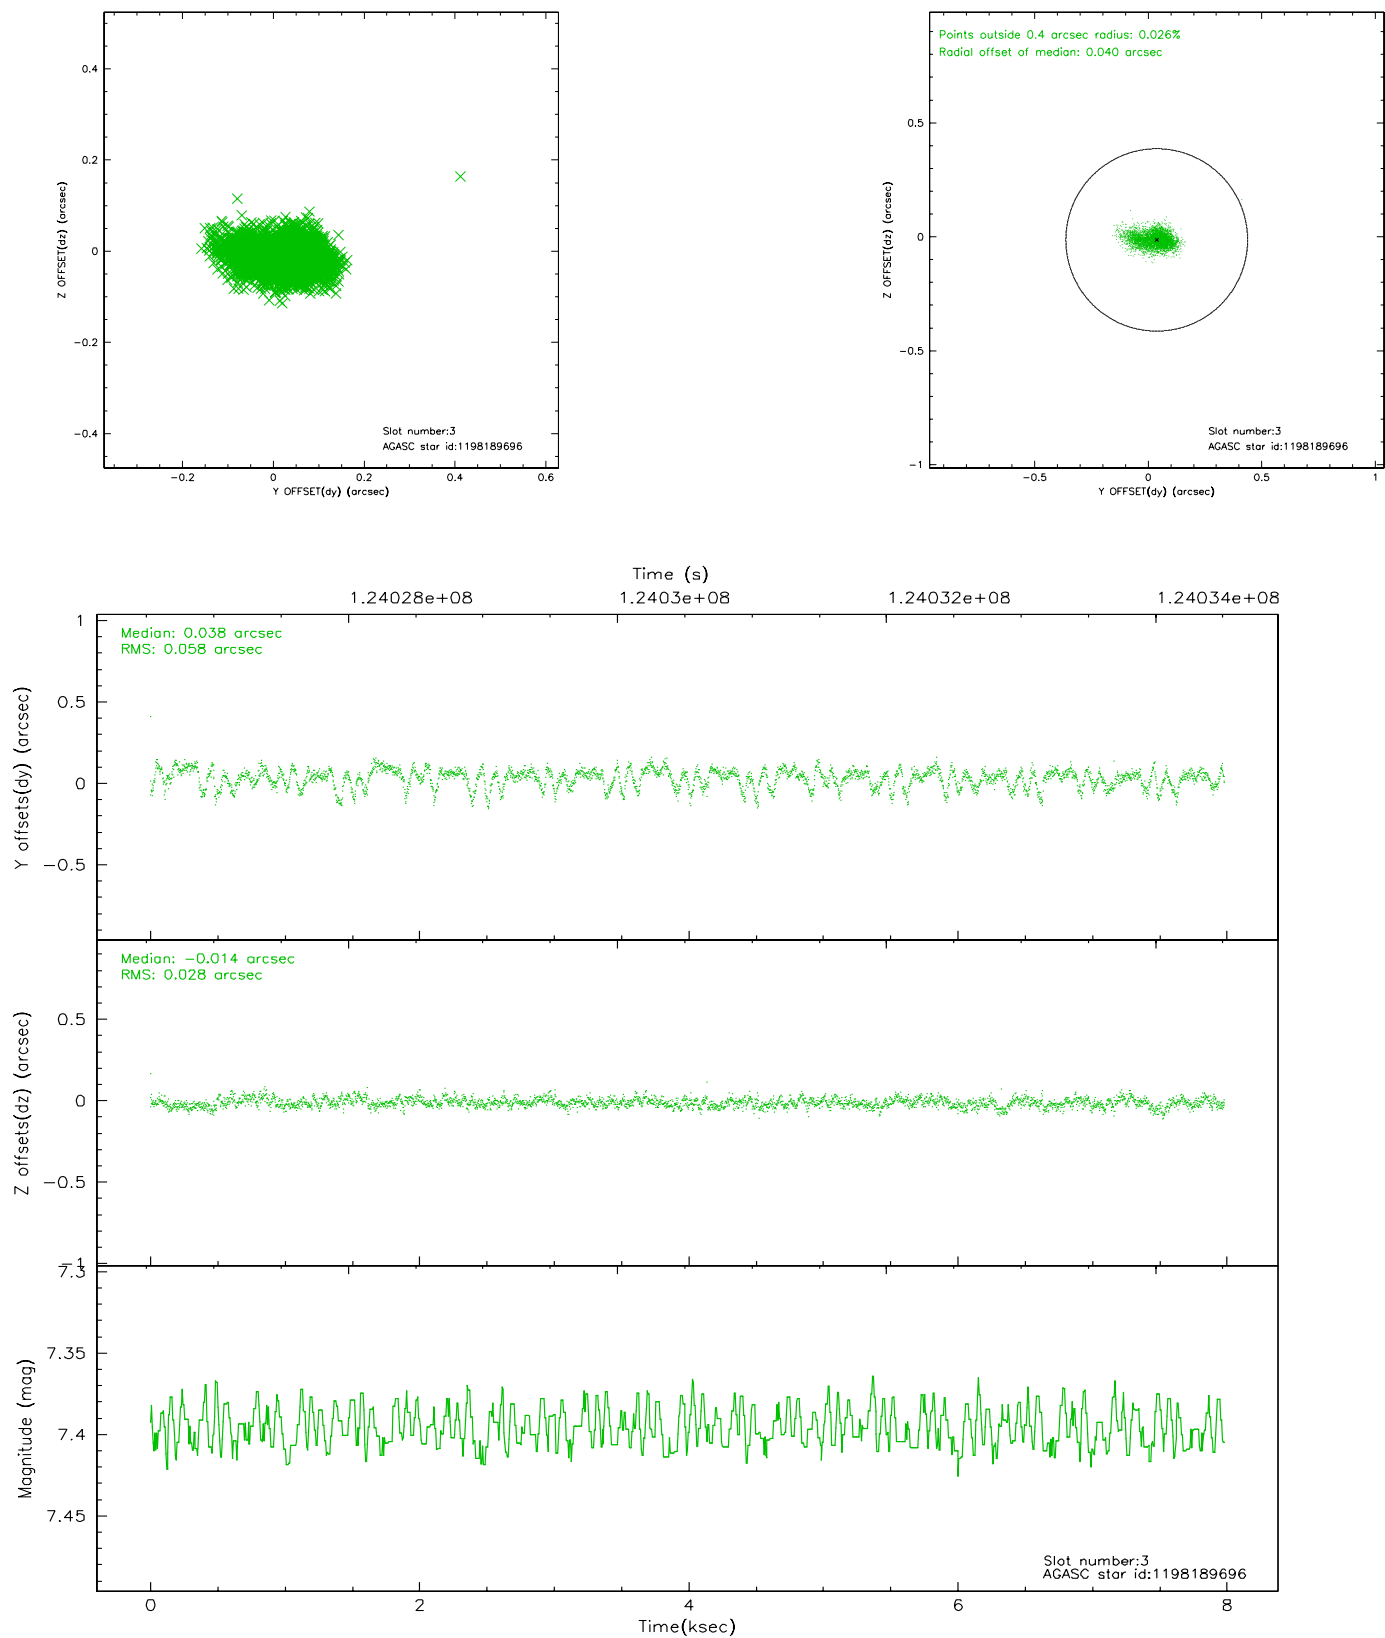 0.4
0.2
0
−0.2
−0.4
Z OFFSET(dz) (arcsec)
Slot number:3
AGASC star id:1198189696
−0.2 0 0.2 0.4 0.6
Y OFFSET(dy) (arcsec)
Points outside 0.4 arcsec radius: 0.026%
Radial offset of median: 0.040 arcsec
0.5
0
−0.5
−1
Z OFFSET(dz) (arcsec)
Slot number:3
AGASC star id:1198189696
−0.5 0 0.5 1
Y OFFSET(dy) (arcsec)
Time (s)
1.24028e+08 1.2403e+08 1.24032e+08 1.24034e+08
Median: 0.038 arcsec
RMS: 0.058 arcsec
1
0.5
0
−0.5
Y offsets(dy) (arcsec)
Median: −0.014 arcsec
RMS: 0.028 arcsec
0.5
0
−0.5
−1
Z offsets(dz) (arcsec)
7.3
7.35
7.4
7.45
Magnitude (mag)
Slot number:3
AGASC star id:1198189696
0 2 4 6 8
Time(ksec)